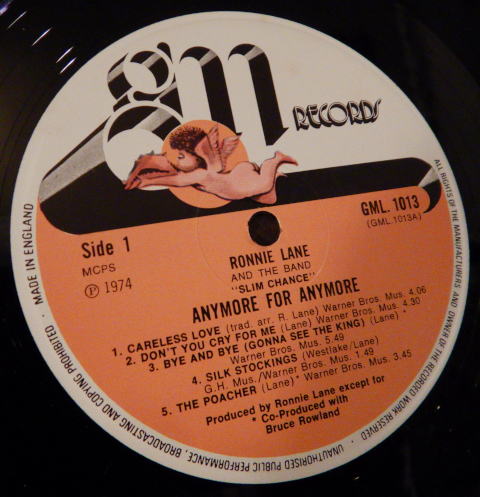 gm
RECORDS
GML. 1013
(GML.1013A)
Side 1
MCPS
℗ 1974
RONNIE LANE
AND THE BAND
"SLIM CHANCE"
ANYMORE FOR ANYMORE
1. CARELESS LOVE (trad. arr. R. Lane) Warner Bros. Mus. 4.06
2. DON'T YOU CRY FOR ME (Lane) Warner Bros. Mus. 4.30
3. BYE AND BYE (GONNA SEE THE KING) (Lane) *
Warner Bros. Mus. 5.49
4. SILK STOCKINGS (Westlake/Lane)
G.H. Mus./Warner Bros. Mus. 1.49
5. THE POACHER (Lane)* Warner Bros. Mus. 3.45
Produced by Ronnie Lane except for
* Co-Produced with
Bruce Rowland
ALL RIGHTS OF THE MANUFACTURERS AND OWNER OF THE RECORDED WORK RESERVED · UNAUTHORISED PUBLIC PERFORMANCE, BROADCASTING AND COPYING PROHIBITED · MADE IN ENGLAND